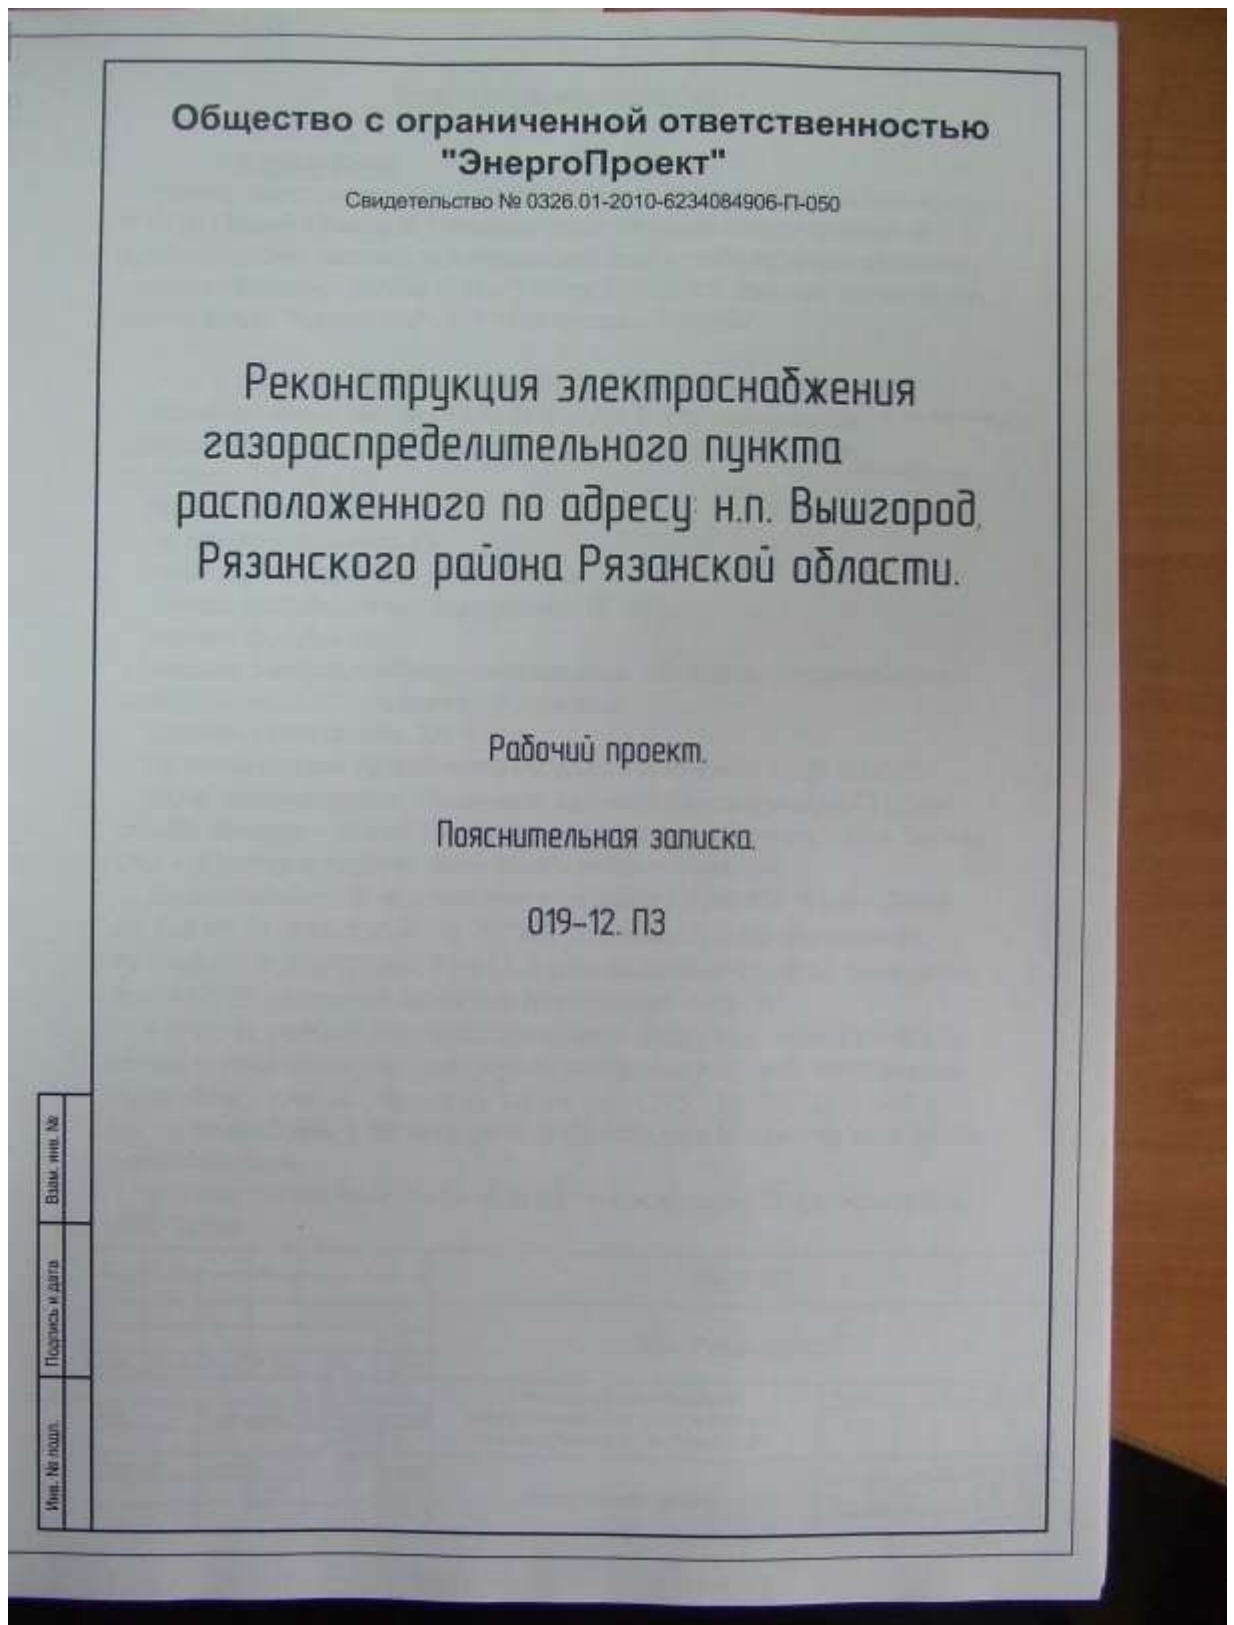 Общество с ограниченной ответственностью
"ЭнергоПроект"
Свидетельство № 0326.01-2010-6234084906-П-050
Реконструкция электроснабжения
газораспределительного пункта
расположенного по адресу: н.п. Вышгород,
Рязанского района Рязанской области.
Рабочий проект.
Пояснительная записка.
019-12. ПЗ
Взам. инв. №
Подпись и дата
Инв. № подл.